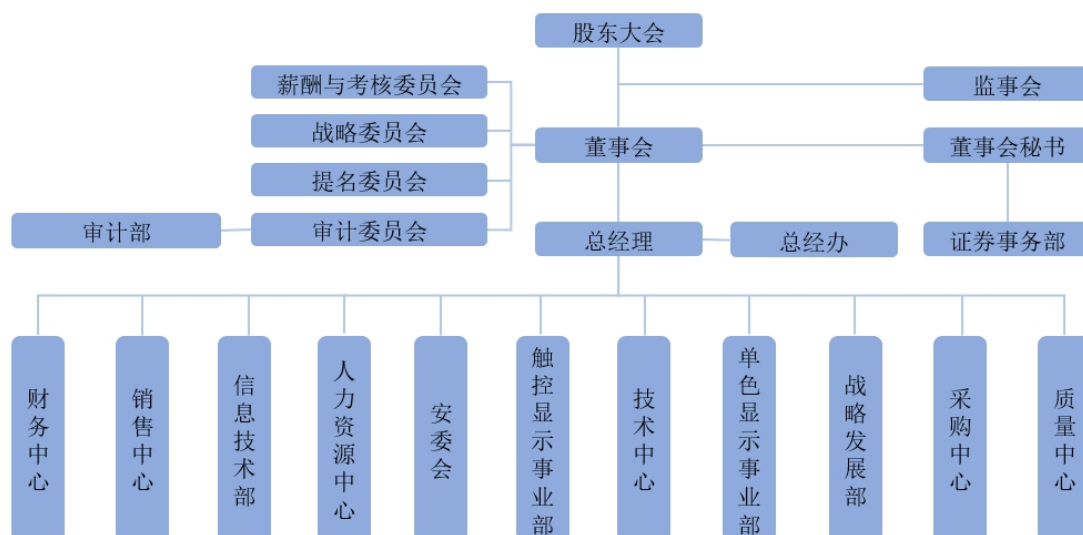 股东大会
薪酬与考核委员会
监事会
战略委员会
董事会
董事会秘书
提名委员会
审计部
审计委员会
总经理
总经办
证券事务部
财务中心
销售中心
信息技术部
人力资源中心
安委会
触控显示事业部
技术中心
单色显示事业部
战略发展部
采购中心
质量中心